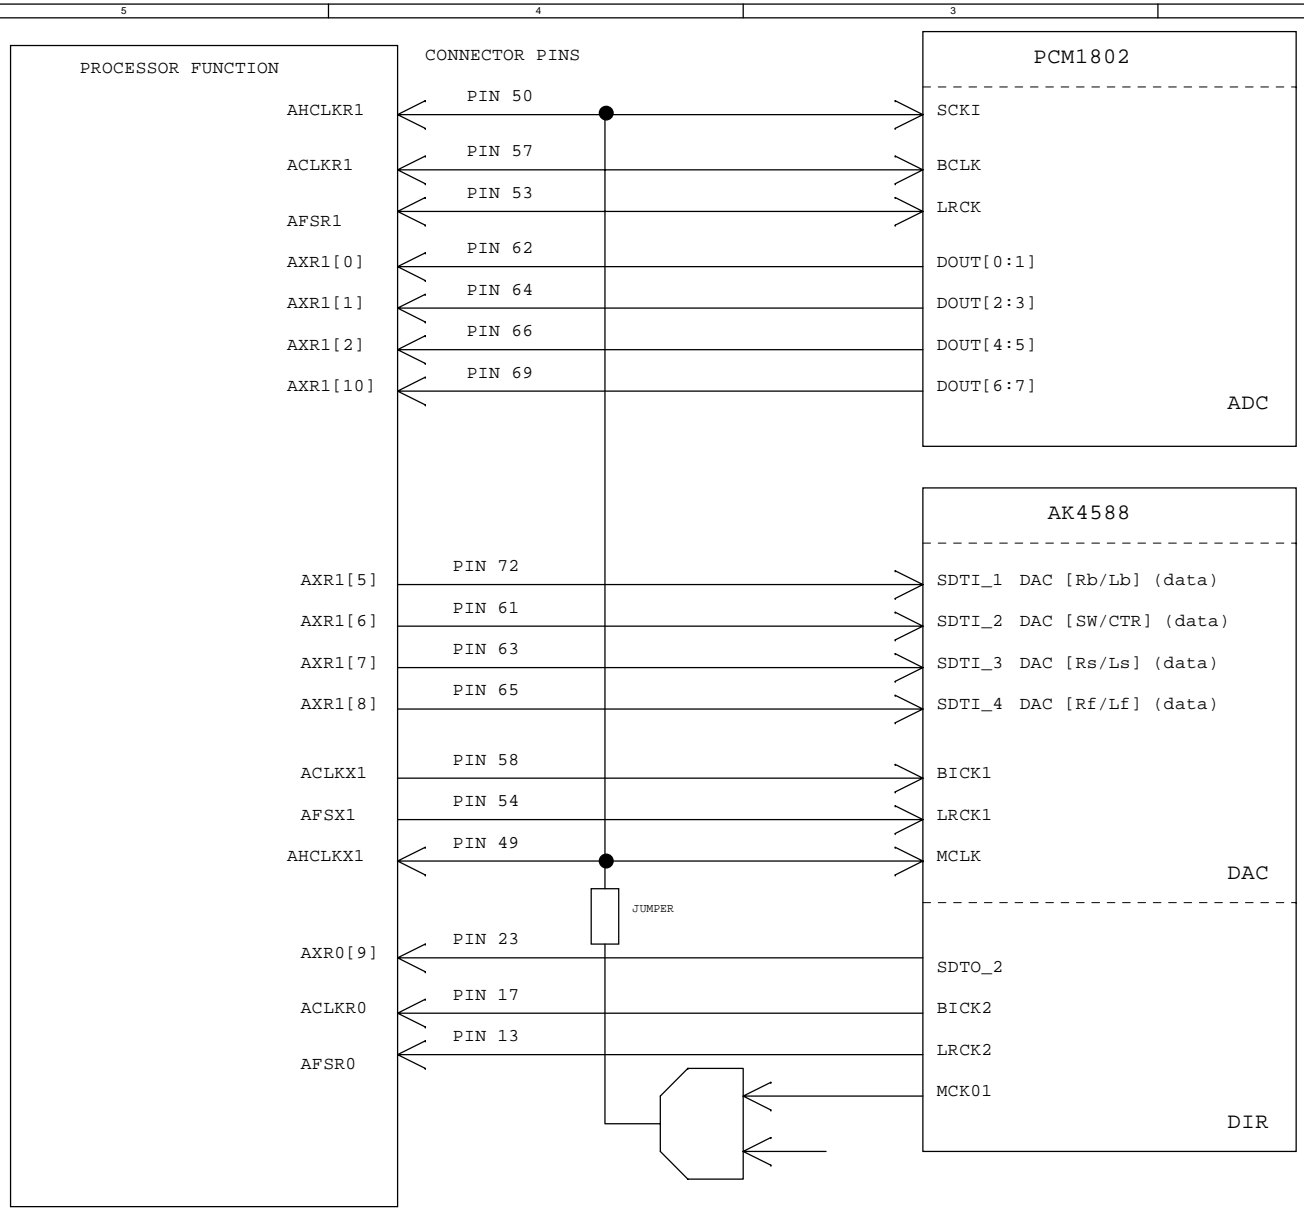 5 4 3
PROCESSOR FUNCTION
CONNECTOR PINS
PCM1802
AHCLKR1 PIN 50 SCKI
ACLKR1 PIN 57 BCLK
AFSR1 PIN 53 LRCK
AXR1[0] PIN 62 DOUT[0:1]
AXR1[1] PIN 64 DOUT[2:3]
AXR1[2] PIN 66 DOUT[4:5]
AXR1[10] PIN 69 DOUT[6:7]
ADC
AK4588
AXR1[5] PIN 72 SDTI_1 DAC [Rb/Lb] (data)
AXR1[6] PIN 61 SDTI_2 DAC [SW/CTR] (data)
AXR1[7] PIN 63 SDTI_3 DAC [Rs/Ls] (data)
AXR1[8] PIN 65 SDTI_4 DAC [Rf/Lf] (data)
ACLKX1 PIN 58 BICK1
AFSX1 PIN 54 LRCK1
AHCLKX1 PIN 49 MCLK
DAC
JUMPER
AXR0[9] PIN 23 SDTO_2
ACLKR0 PIN 17 BICK2
AFSR0 PIN 13 LRCK2
MCK01
DIR